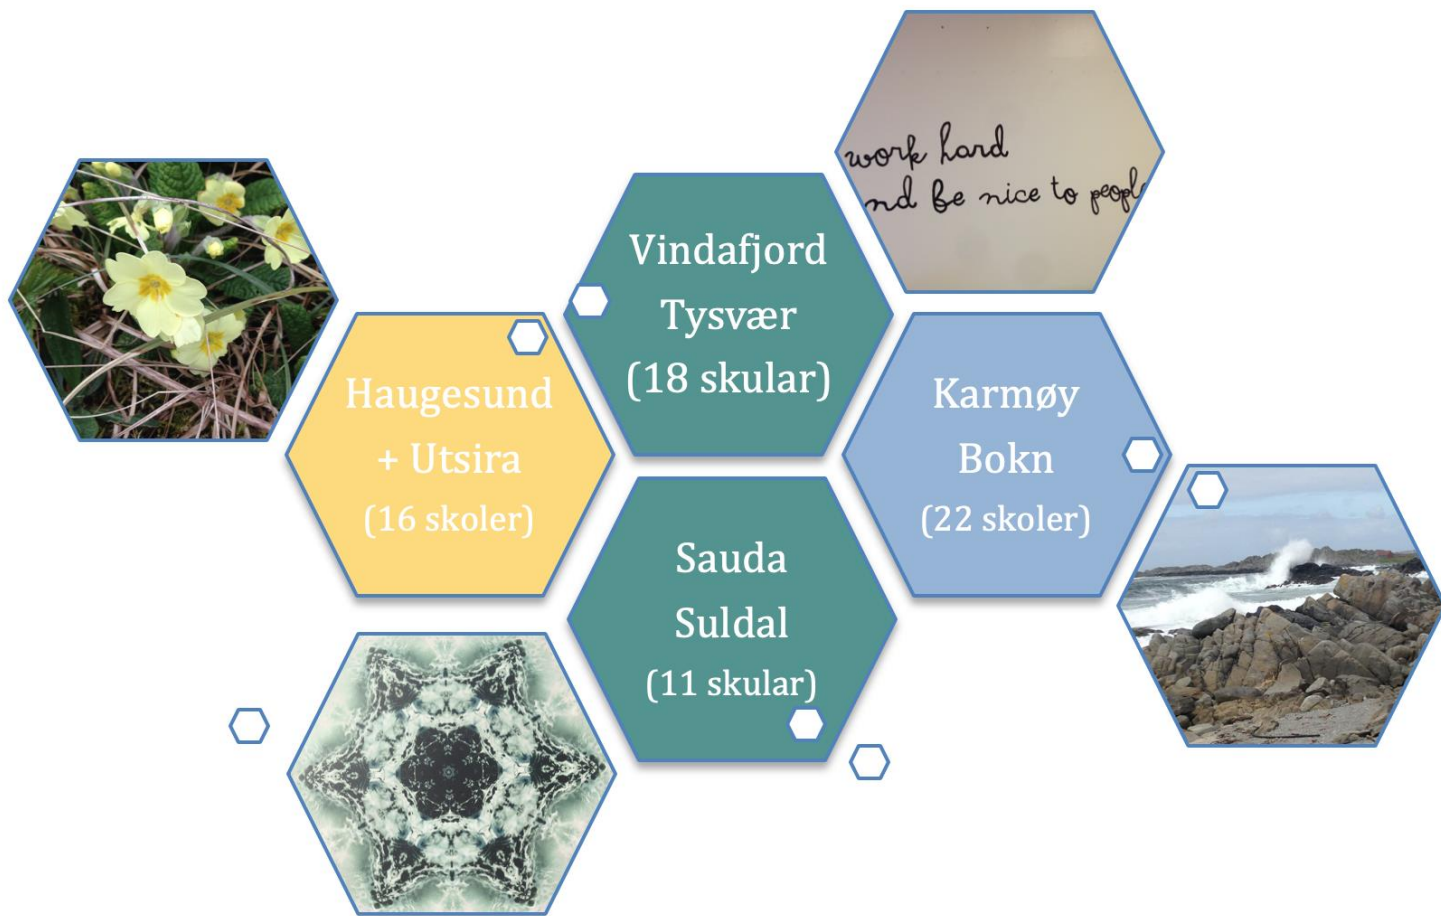 work hard
nd be nice to people
Vindafjord
Tysvær
(18 skular)
Haugesund
+ Utsira
(16 skoler)
Karmøy
Bokn
(22 skoler)
Sauda
Suldal
(11 skular)